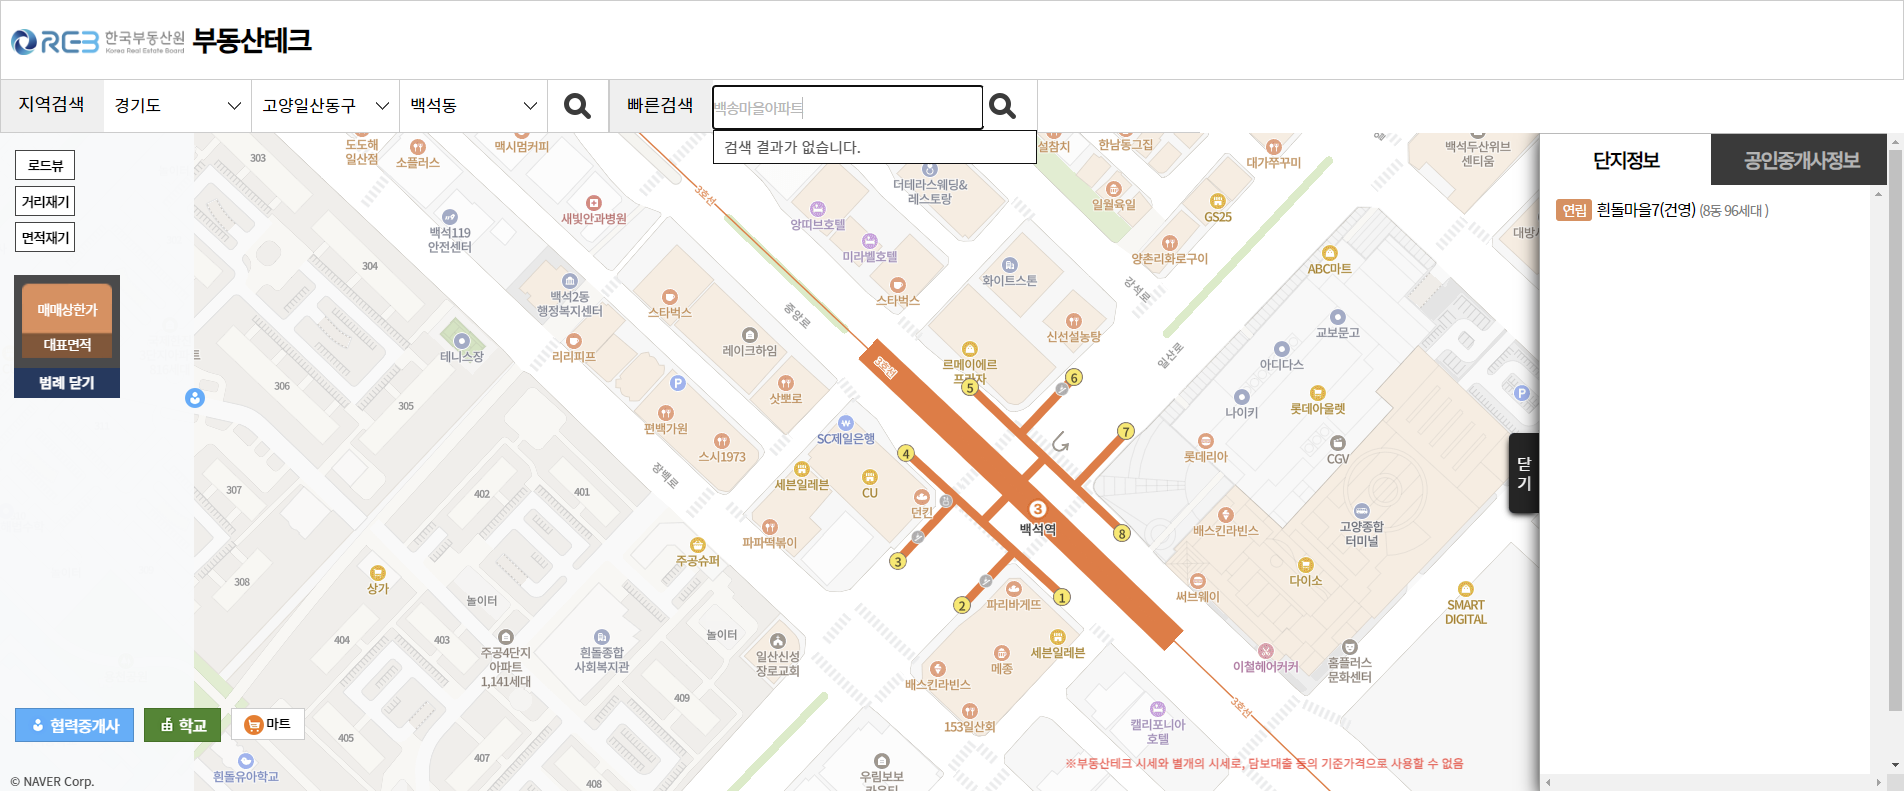 REB 한국부동산원 부동산테크
Korea Real Estate Board
지역검색 경기도 고양일산동구 백석동 빠른검색 백송마을아파트
검색 결과가 없습니다.
로드뷰
거리재기
면적재기
매매상한가
대표면적
범례 닫기
단지정보 공인중개사정보
연립 흰돌마을7(건영) (8동 96세대 )
닫
기
303
도도해
일산점
소플러스
맥시멈커피
3호선
더테라스웨딩&
레스토랑
설참치
한남동그집
대가쭈꾸미
백석두산위브
센티움
일월육일
GS25
새빛안과병원
앙띠브호텔
백석119
안전센터
미라벨호텔
양촌리화로구이
ABC마트
304
화이트스톤
강석로
백석2동
행정복지센터
스타벅스
스타벅스
중앙로
교보문고
신선설농탕
테니스장
리리피프
레이크하임
르메이에르
프라자
일산로
아디다스
306
305
P
삿뽀로
5
6
나이키
롯데아울렛
P
편백가원
SC제일은행
7
스시1973
4
롯데리아
CGV
장백로
세븐일레븐
CU
던킨
307
402
401
3
백석역
배스킨라빈스
고양종합
터미널
파파떡볶이
8
주공슈퍼
3
308
상가
다이소
놀이터
2
파리바게뜨
1
써브웨이
SMART
DIGITAL
404
403
주공4단지
아파트
1,141세대
흰돌종합
사회복지관
놀이터
일산신성
장로교회
메종
세븐일레븐
이철헤어커커
홈플러스
문화센터
배스킨라빈스
409
3호선
153일산회
캘리포니아
호텔
협력중개사 학교 마트
405
407
408
흰돌유아학교
우림보보
카운티
※부동산테크 시세와 별개의 시세로, 담보대출 등의 기준가격으로 사용할 수 없음
© NAVER Corp.